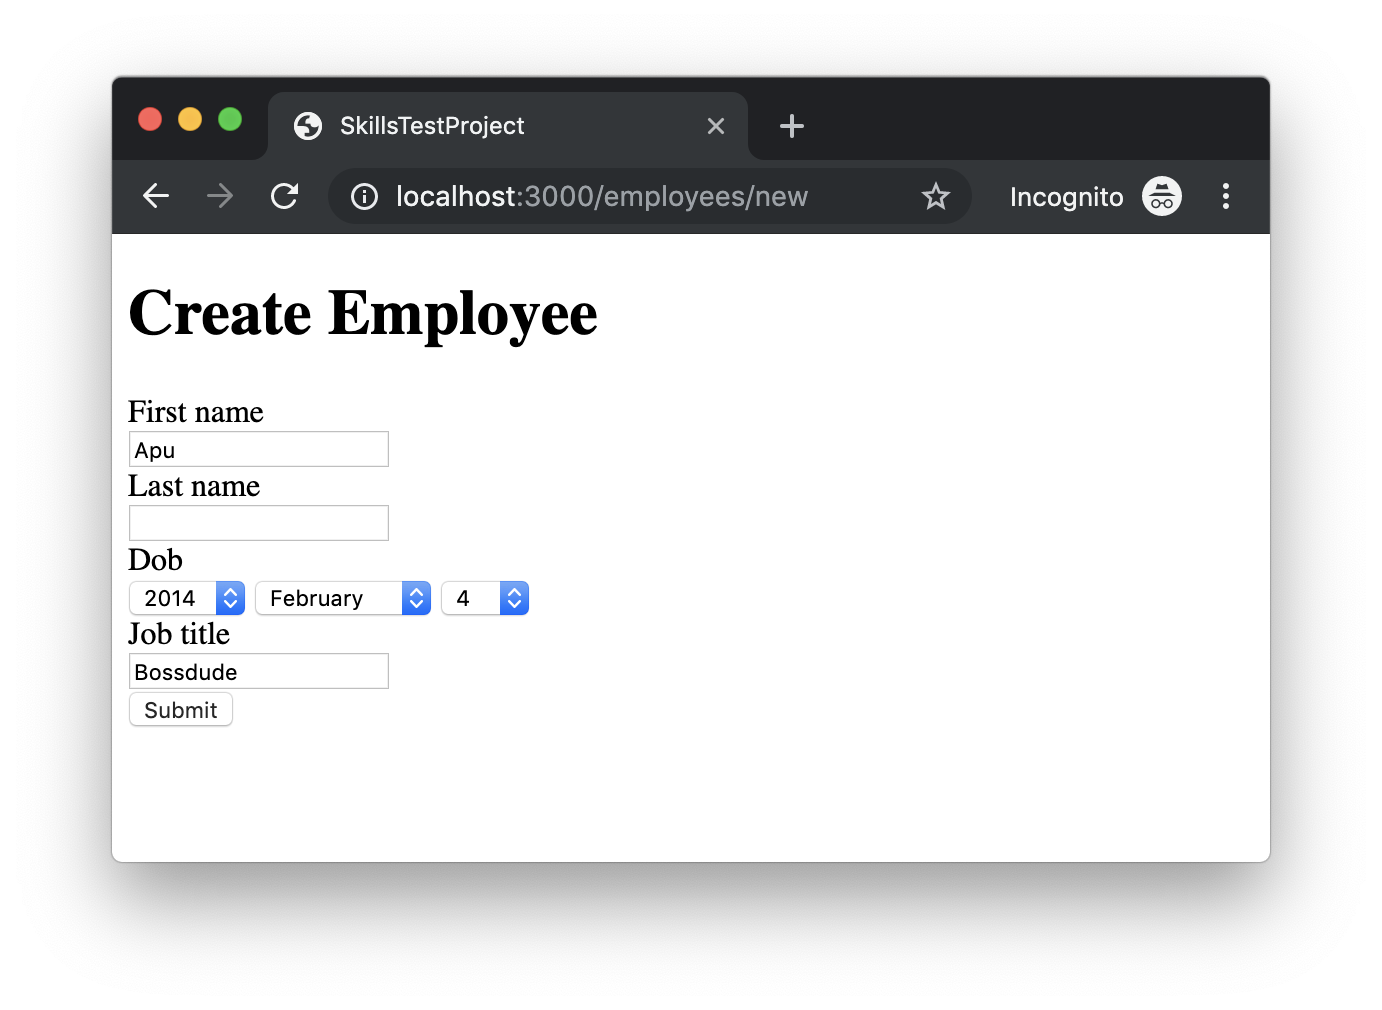 SkillsTestProject
localhost:3000/employees/new
Incognito
Create Employee
First name
Apu
Last name
Dob
2014 February 4
Job title
Bossdude
Submit